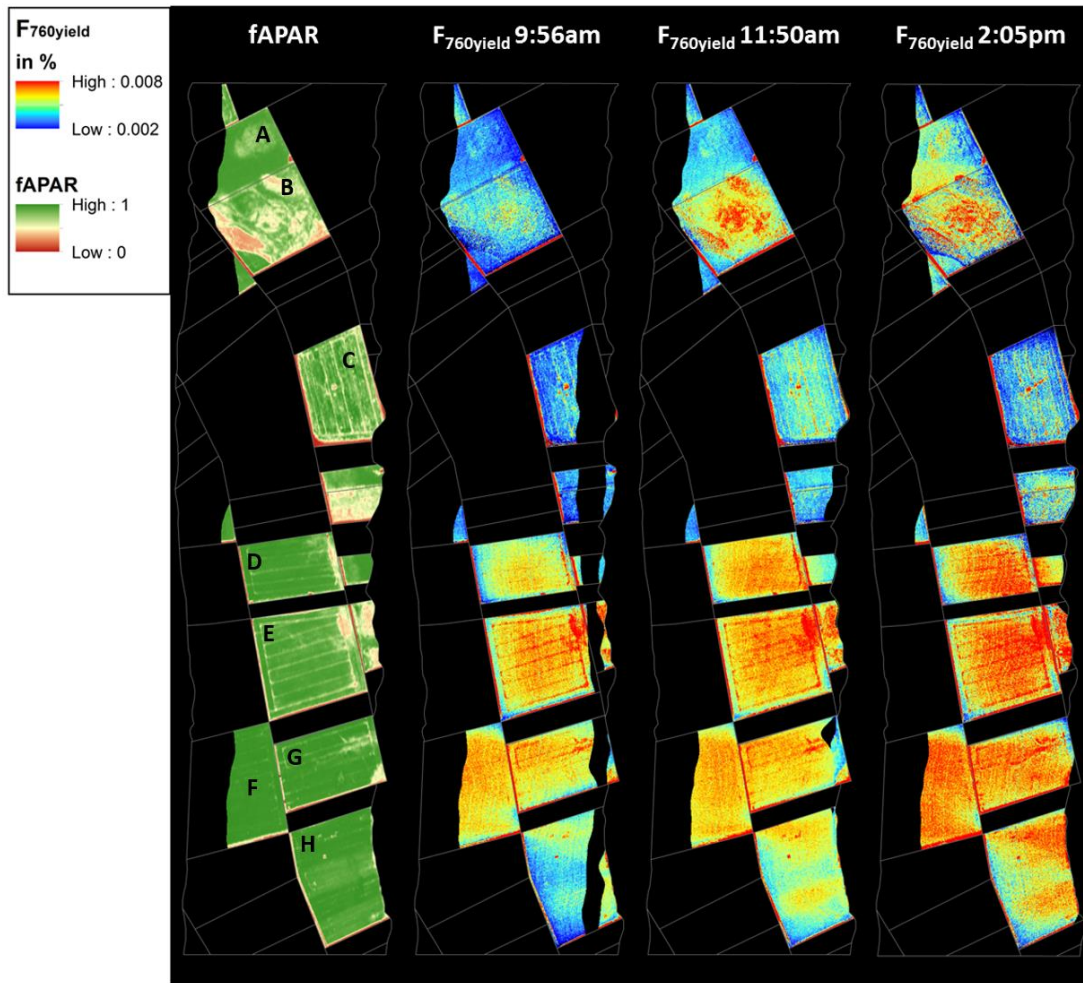 F760yield
in %
High : 0.008
Low : 0.002
fAPAR
High : 1
Low : 0
fAPAR
F760yield 9:56am
F760yield 11:50am
F760yield 2:05pm
A
B
C
D
E
F
G
H